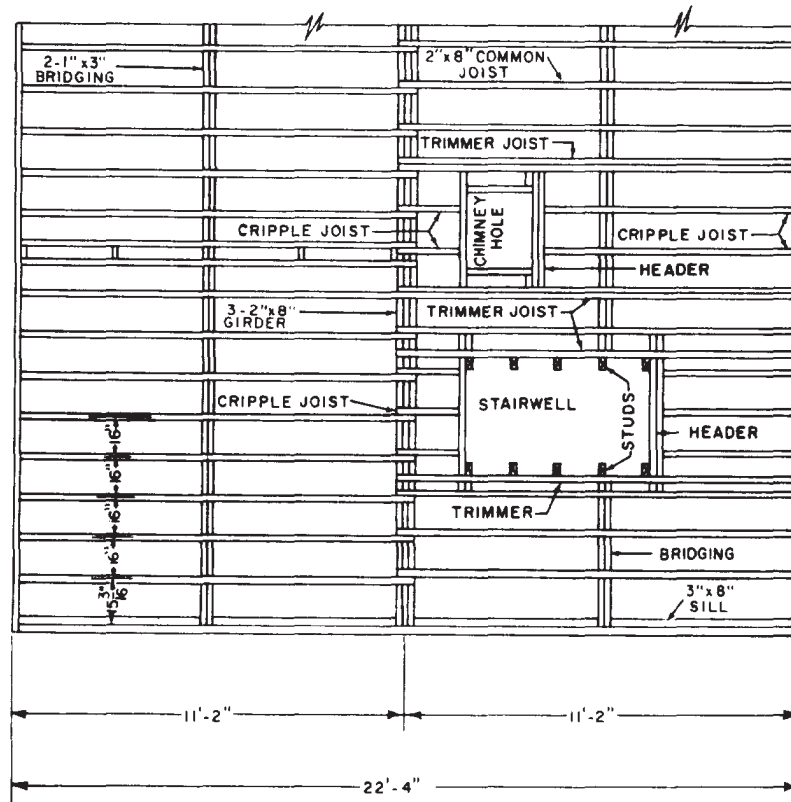 2-1"x3"
BRIDGING
2"x8" COMMON
JOIST
TRIMMER JOIST
CRIPPLE JOIST
CHIMNEY
HOLE
CRIPPLE JOIST
HEADER
3-2"x8"
GIRDER
TRIMMER JOIST
CRIPPLE JOIST
STAIRWELL
STUDS
HEADER
16"
16"
16"
16"
15 3/16"
TRIMMER
BRIDGING
3"x8"
SILL
11'-2"
11'-2"
22'-4"